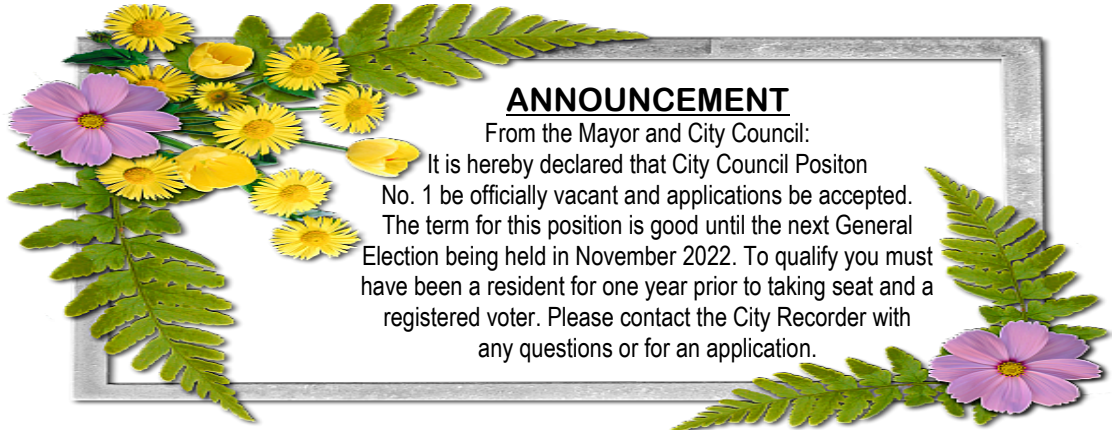 ANNOUNCEMENT
From the Mayor and City Council:
It is hereby declared that City Council Positon
No. 1 be officially vacant and applications be accepted.
The term for this position is good until the next General
Election being held in November 2022. To qualify you must
have been a resident for one year prior to taking seat and a
registered voter. Please contact the City Recorder with
any questions or for an application.